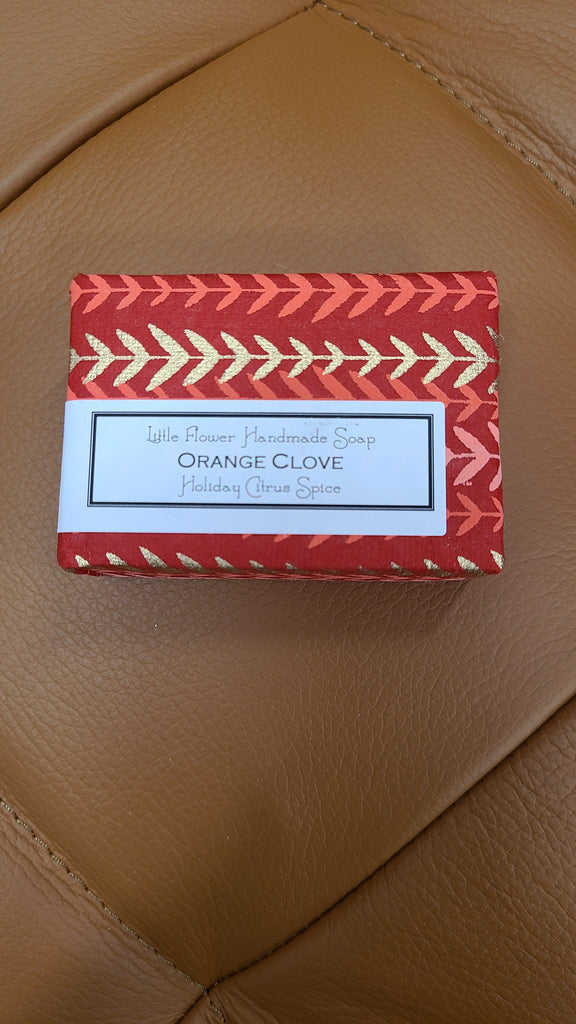 Little Flower Handmade Soap
ORANGE CLOVE
Holiday Citrus Spice